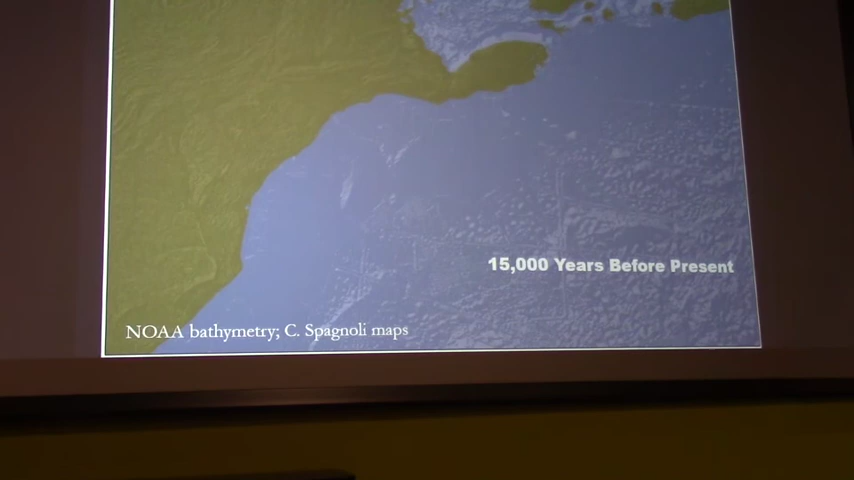 15,000 Years Before Present
NOAA bathymetry; C. Spagnoli maps